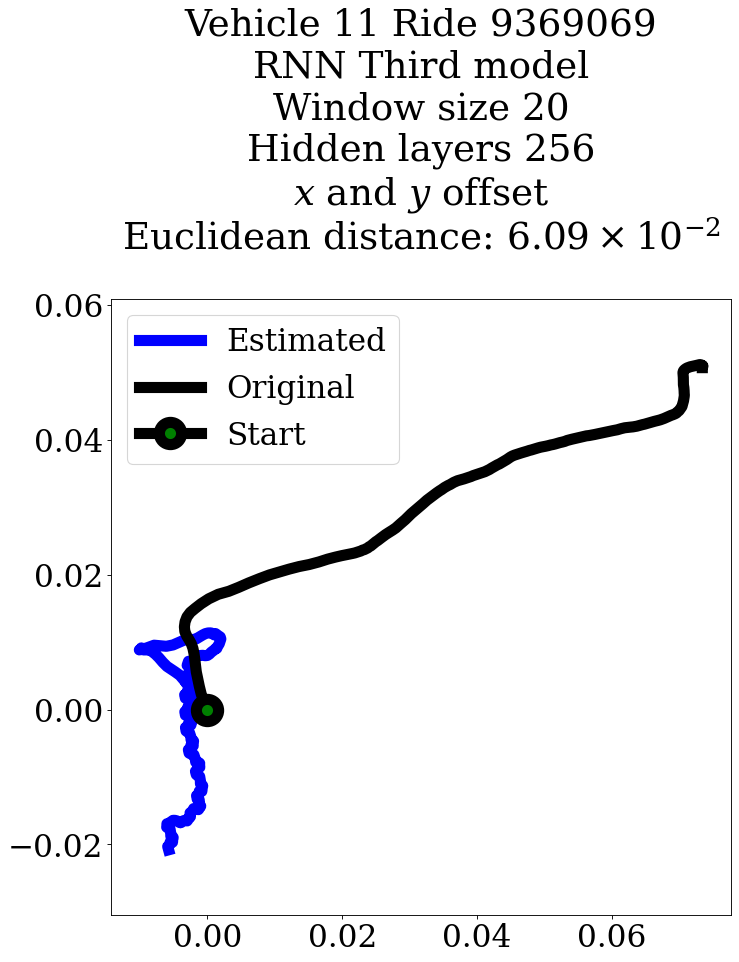 Vehicle 11 Ride 9369069
RNN Third model
Window size 20
Hidden layers 256
x and y offset
Euclidean distance: 6.09 × 10⁻²
0.06
Estimated
Original
Start
0.04
0.02
0.00
−0.02
0.00 0.02 0.04 0.06